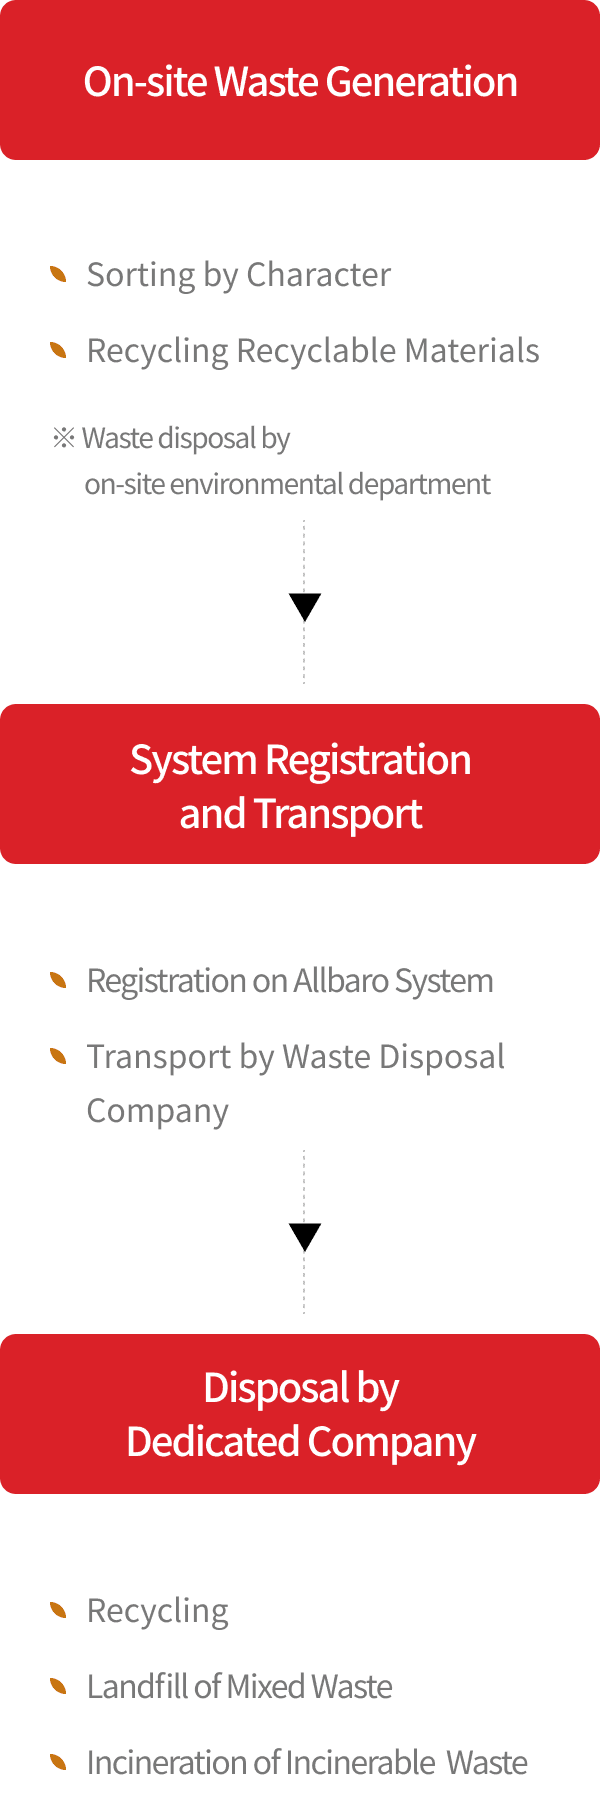 On-site Waste Generation
Sorting by Character
Recycling Recyclable Materials
※ Waste disposal by
on-site environmental department
System Registration
and Transport
Registration on Allbaro System
Transport by Waste Disposal
Company
Disposal by
Dedicated Company
Recycling
Landfill of Mixed Waste
Incineration of Incinerable Waste